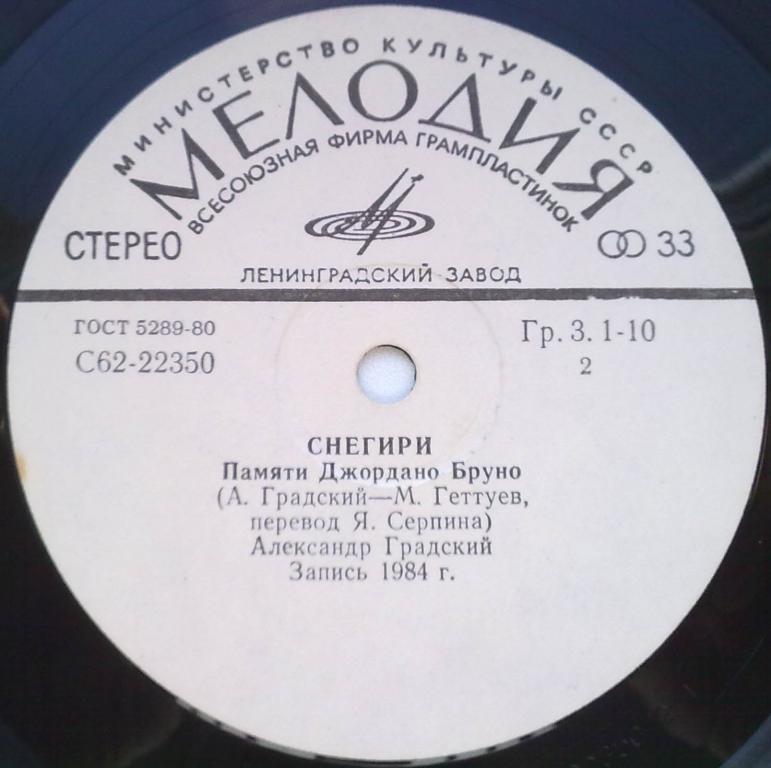 МИНИСТЕРСТВО КУЛЬТУРЫ СССР
МЕЛОДИЯ
ВСЕСОЮЗНАЯ ФИРМА ГРАМПЛАСТИНОК
СТЕРЕО 33
ЛЕНИНГРАДСКИЙ ЗАВОД
ГОСТ 5289-80 Гр. 3. 1-10
С62-22350 2
СНЕГИРИ
Памяти Джордано Бруно
(А. Градский—М. Геттуев,
перевод Я. Серпина)
Александр Градский
Запись 1984 г.